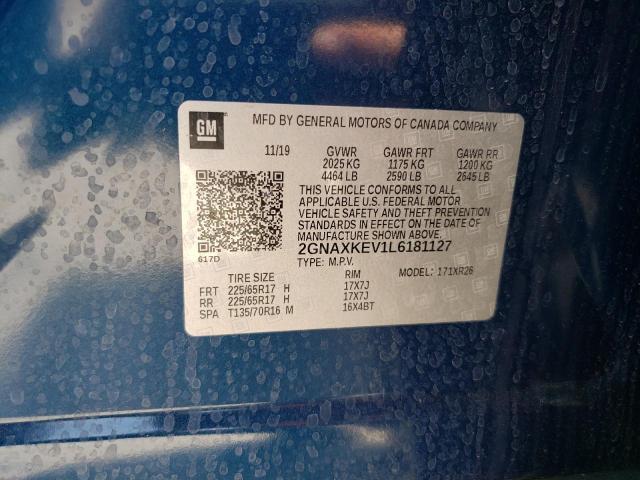 GM
MFD BY GENERAL MOTORS OF CANADA COMPANY
11/19 GVWR GAWR FRT GAWR RR
2025 KG 1175 KG 1200 KG
4464 LB 2590 LB 2645 LB
THIS VEHICLE CONFORMS TO ALL
APPLICABLE U.S. FEDERAL MOTOR
VEHICLE SAFETY AND THEFT PREVENTION
STANDARDS IN EFFECT ON THE DATE OF
MANUFACTURE SHOWN ABOVE.
617D 2GNAXKEV1L6181127
TYPE: M.P.V. MODEL: 171XR26
TIRE SIZE RIM
FRT 225/65R17 H 17X7J
RR 225/65R17 H 17X7J
SPA T135/70R16 M 16X4BT